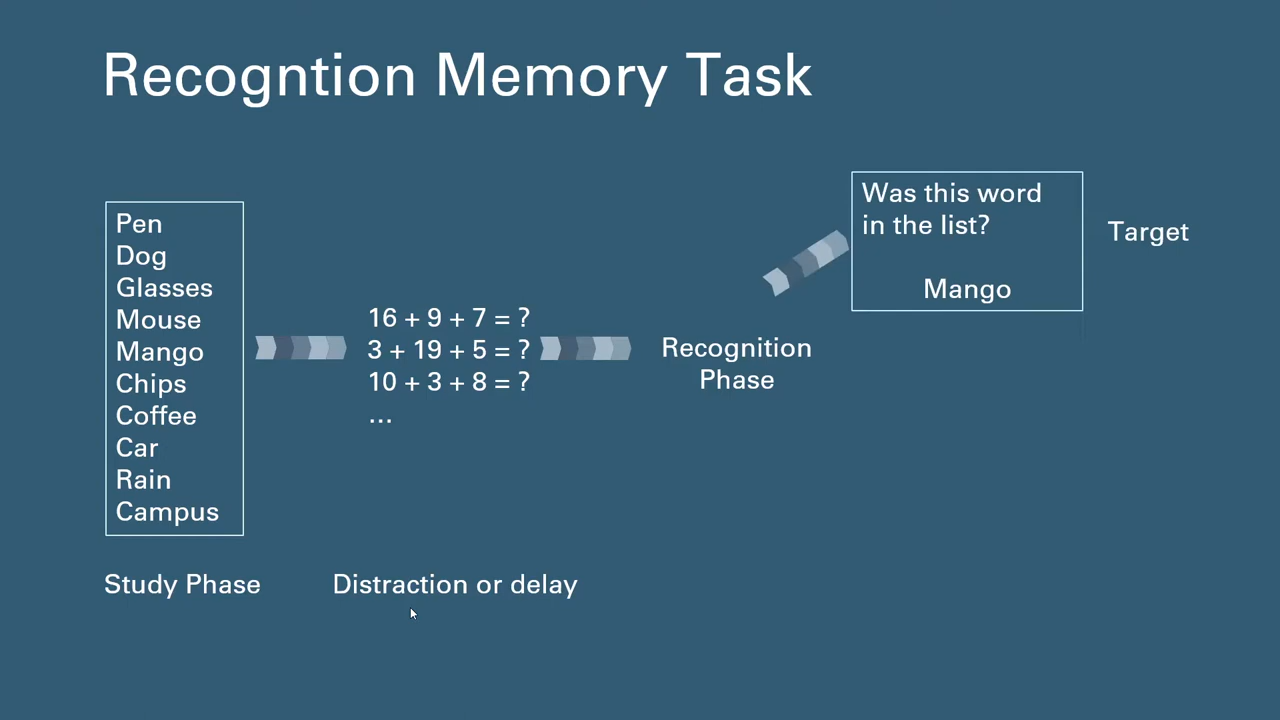 Recogntion Memory Task
Pen
Dog
Glasses
Mouse
Mango
Chips
Coffee
Car
Rain
Campus
Study Phase
16 + 9 + 7 = ?
3 + 19 + 5 = ?
10 + 3 + 8 = ?
...
Distraction or delay
Recognition
Phase
Was this word
in the list?
Mango
Target